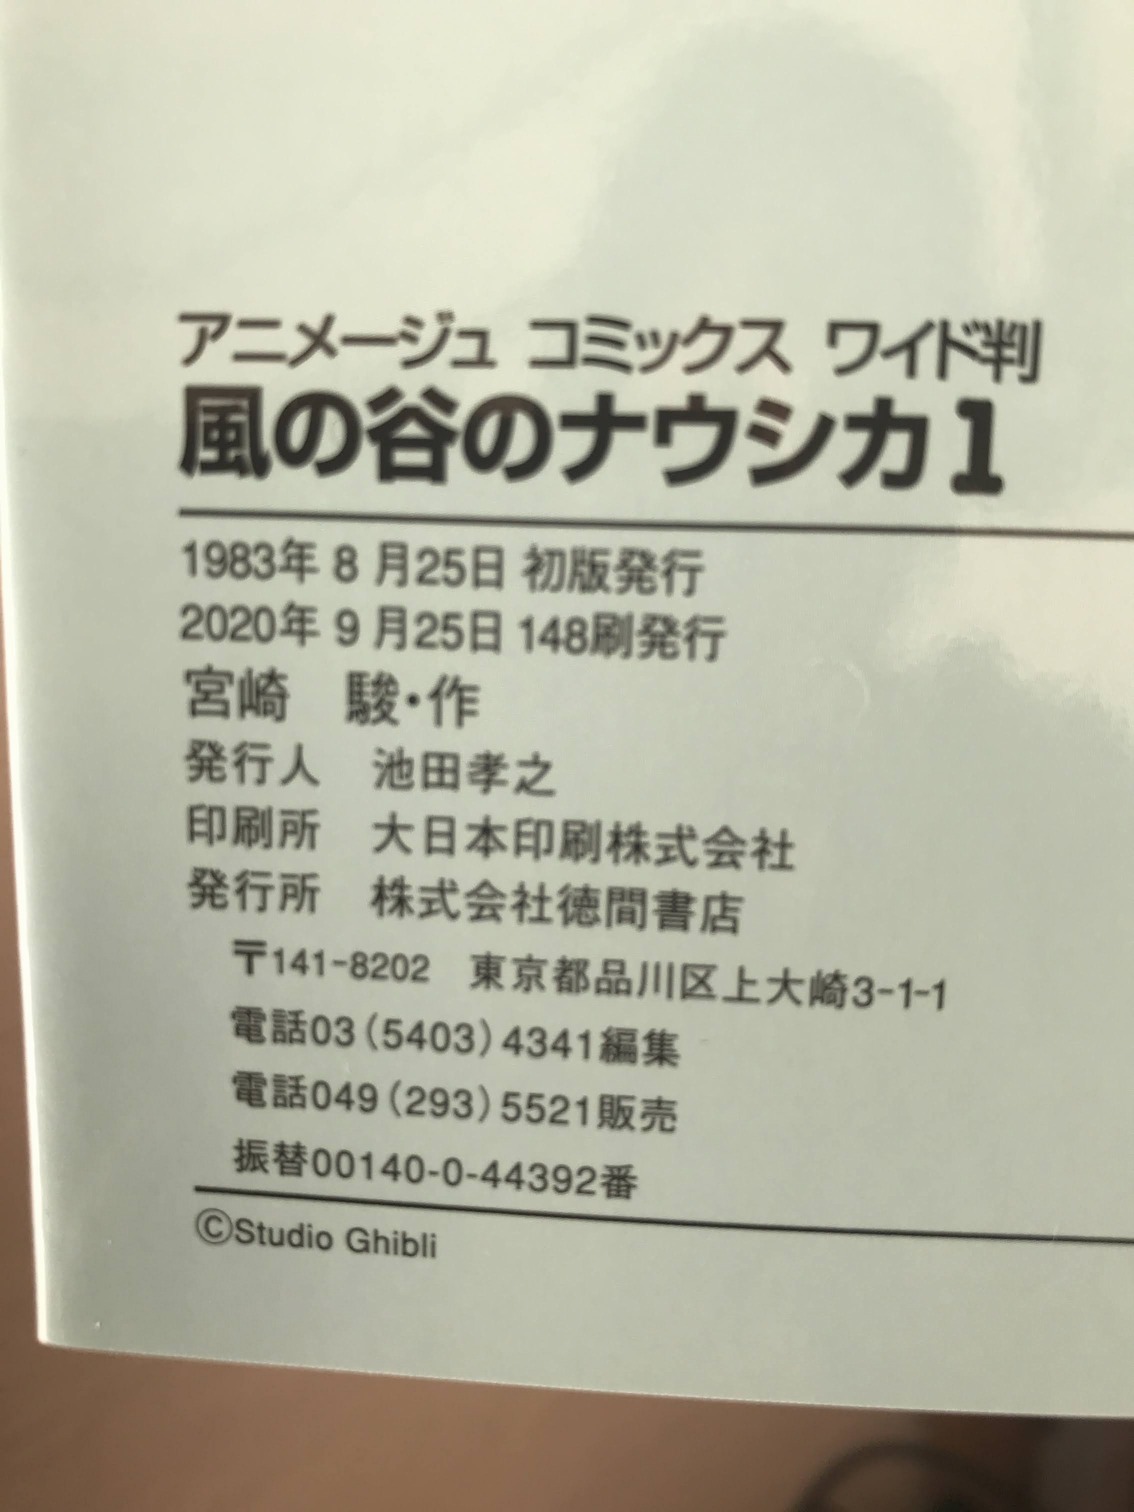 アニメージュ コミックス ワイド判
風の谷のナウシカ1
1983年 8 月25日 初版発行
2020年 9 月25日 148刷発行
宮崎　駿・作
発行人　池田孝之
印刷所　大日本印刷株式会社
発行所　株式会社徳間書店
〒141-8202　東京都品川区上大崎3-1-1
電話03(5403)4341編集
電話049(293)5521販売
振替00140-0-44392番
©Studio Ghibli